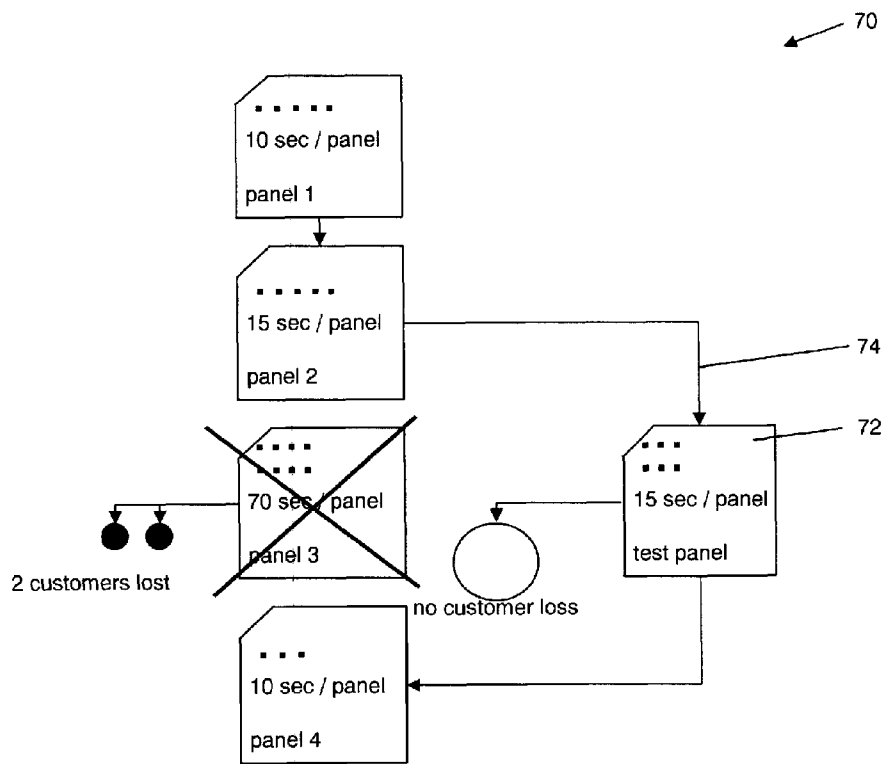 70
10 sec / panel
panel 1
15 sec / panel
panel 2
74
72
70 sec / panel
panel 3
2 customers lost
15 sec / panel
test panel
no customer loss
10 sec / panel
panel 4